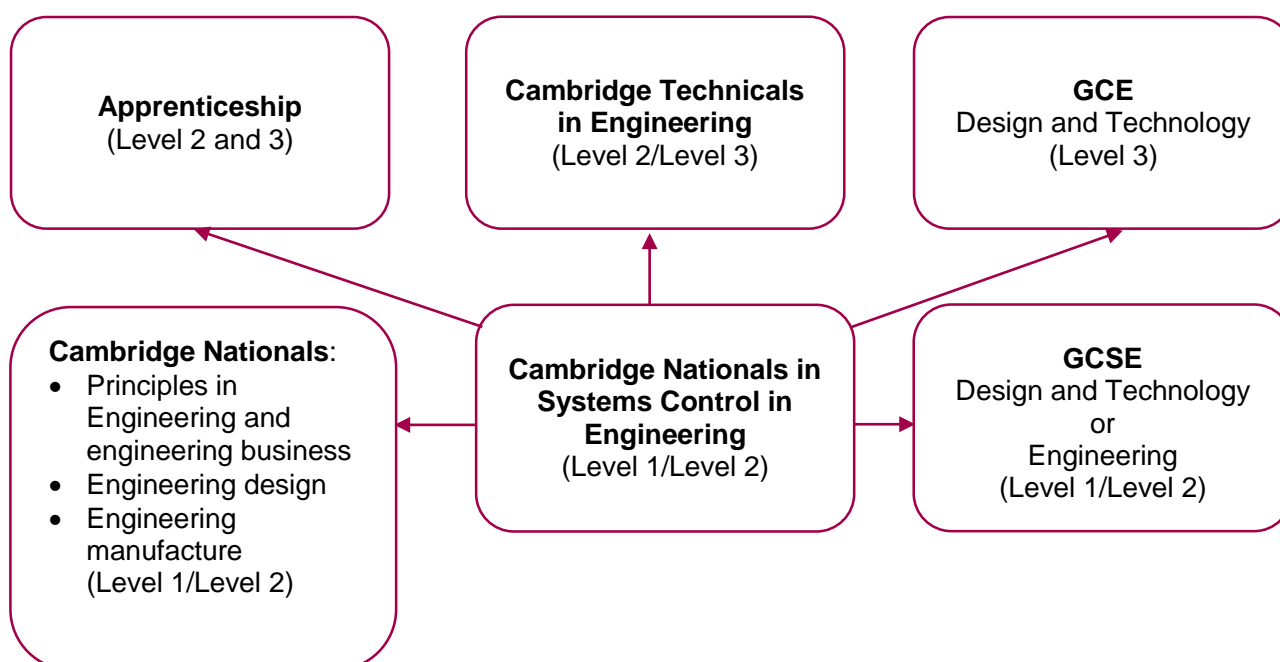 Apprenticeship
(Level 2 and 3)
Cambridge Technicals
in Engineering
(Level 2/Level 3)
GCE
Design and Technology
(Level 3)
Cambridge Nationals:
• Principles in
Engineering and
engineering business
• Engineering design
• Engineering
manufacture
(Level 1/Level 2)
Cambridge Nationals in
Systems Control in
Engineering
(Level 1/Level 2)
GCSE
Design and Technology
or
Engineering
(Level 1/Level 2)